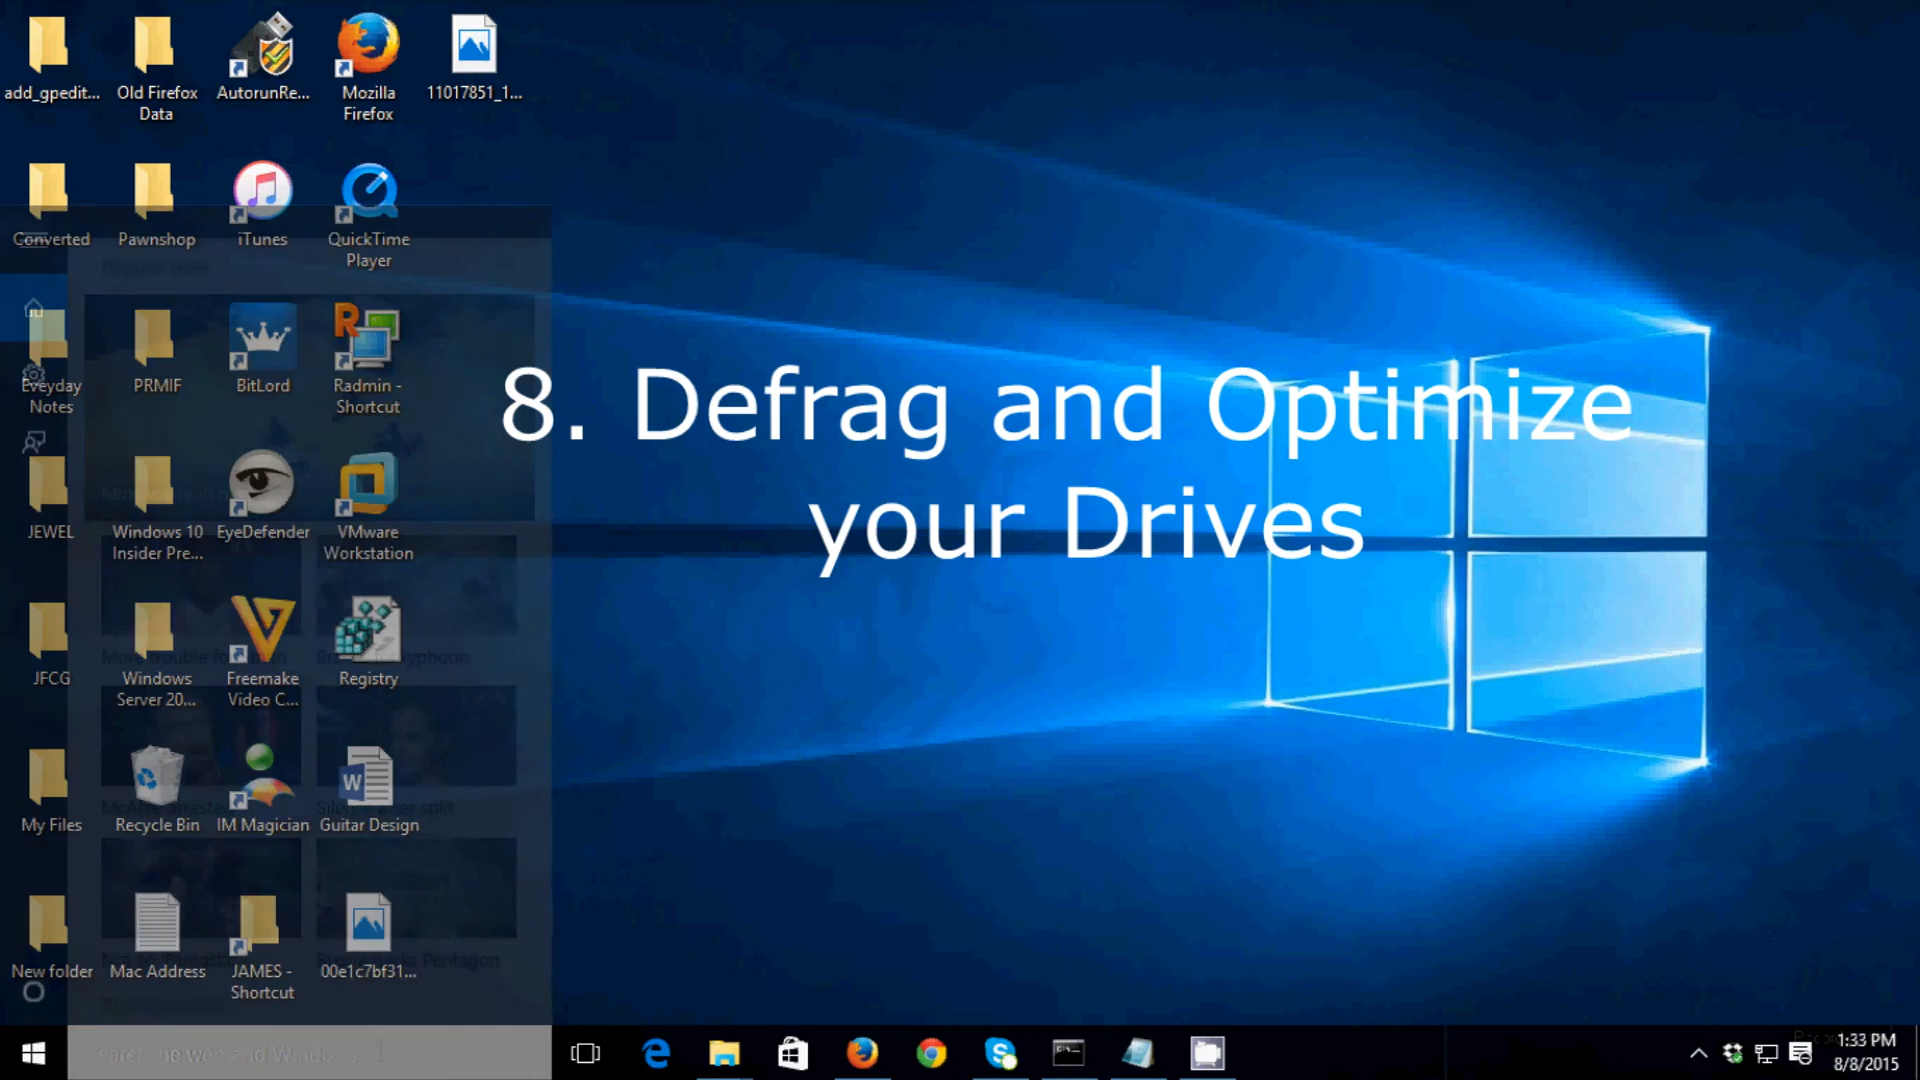 add_gpedit...
Old Firefox
Data
AutorunRe...
Mozilla
Firefox
11017851_1...
Converted
Pawnshop
iTunes
QuickTime
Player
Eveyday
Notes
PRMIF
BitLord
Radmin -
Shortcut
8. Defrag and Optimize
your Drives
JEWEL
Windows 10
Insider Pre...
EyeDefender
VMware
Workstation
JFCG
Windows
Server 20...
Freemake
Video C...
Registry
My Files
Recycle Bin
IM Magician
Guitar Design
New folder
Mac Address
JAMES -
Shortcut
00e1c7bf31...
1:33 PM
8/8/2015